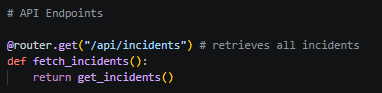 # API Endpoints
@router.get("/api/incidents") # retrieves all incidents
def fetch_incidents():
    return get_incidents()